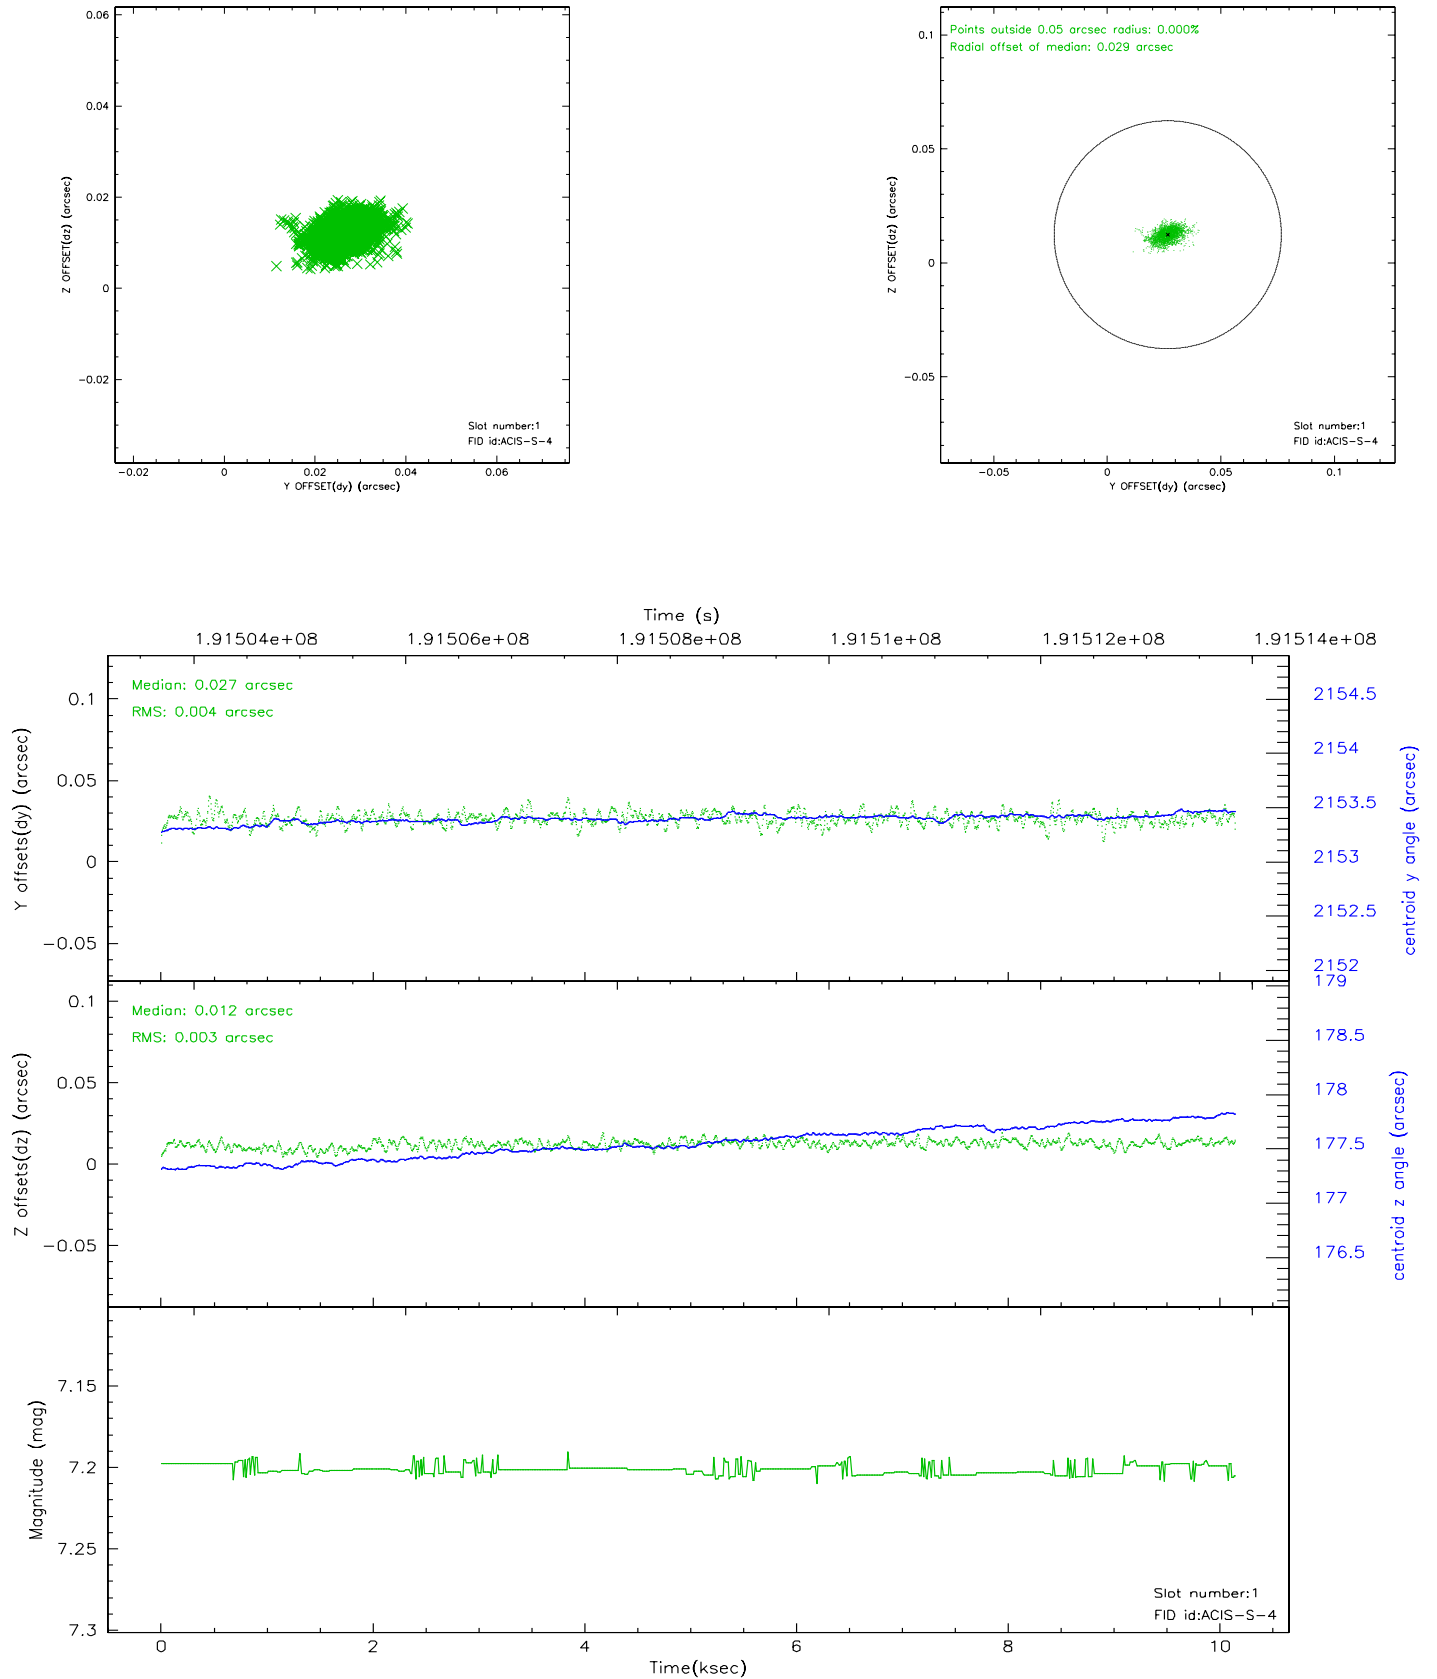 0.06
0.04
0.02
0
−0.02
Z OFFSET(dz) (arcsec)
Slot number:1
FID id:ACIS−S−4
−0.02 0 0.02 0.04 0.06
Y OFFSET(dy) (arcsec)
Points outside 0.05 arcsec radius: 0.000%
Radial offset of median: 0.029 arcsec
0.1
0.05
0
−0.05
Z OFFSET(dz) (arcsec)
Slot number:1
FID id:ACIS−S−4
−0.05 0 0.05 0.1
Y OFFSET(dy) (arcsec)
Time (s)
1.91504e+08 1.91506e+08 1.91508e+08 1.9151e+08 1.91512e+08 1.91514e+08
Median: 0.027 arcsec
RMS: 0.004 arcsec
0.1
0.05
0
−0.05
Y offsets(dy) (arcsec)
2154.5
2154
2153.5
2153
2152.5
2152
centroid y angle (arcsec)
Median: 0.012 arcsec
RMS: 0.003 arcsec
0.1
0.05
0
−0.05
Z offsets(dz) (arcsec)
179
178.5
178
177.5
177
176.5
centroid z angle (arcsec)
7.15
7.2
7.25
7.3
Magnitude (mag)
Slot number:1
FID id:ACIS−S−4
0 2 4 6 8 10
Time(ksec)